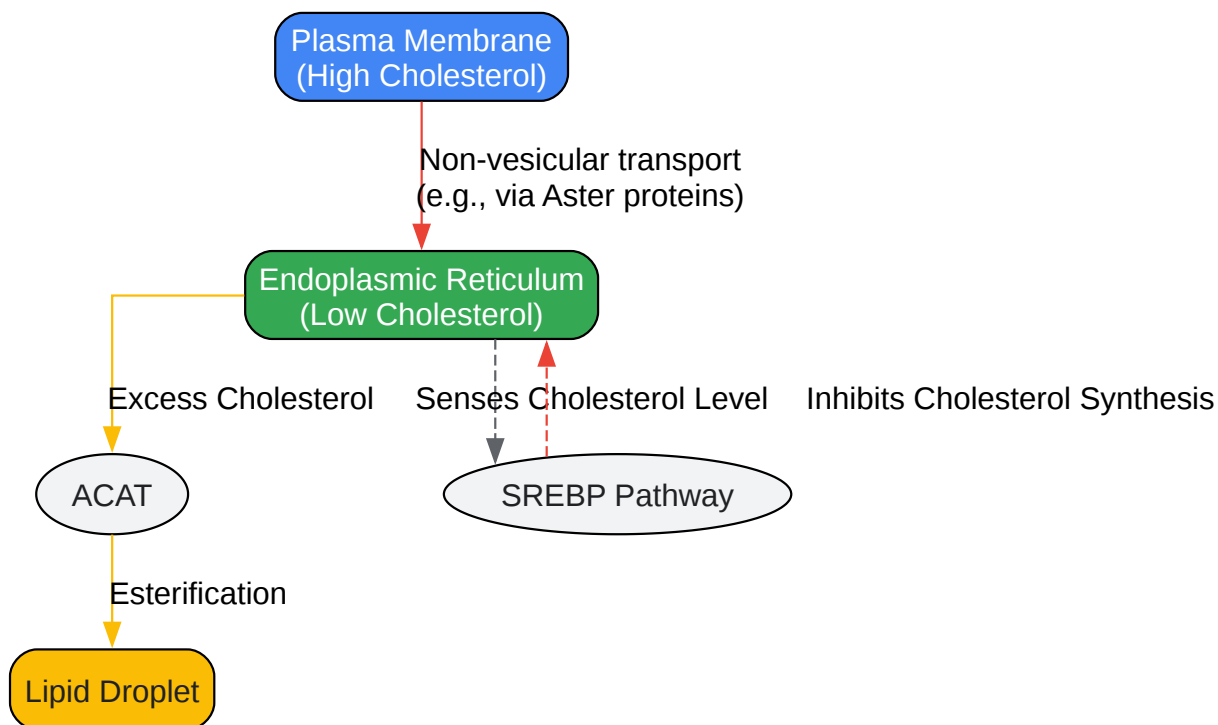 Plasma Membrane
(High Cholesterol)
Non-vesicular transport
(e.g., via Aster proteins)
Endoplasmic Reticulum
(Low Cholesterol)
Excess Cholesterol
Senses Cholesterol Level
Inhibits Cholesterol Synthesis
ACAT
SREBP Pathway
Esterification
Lipid Droplet